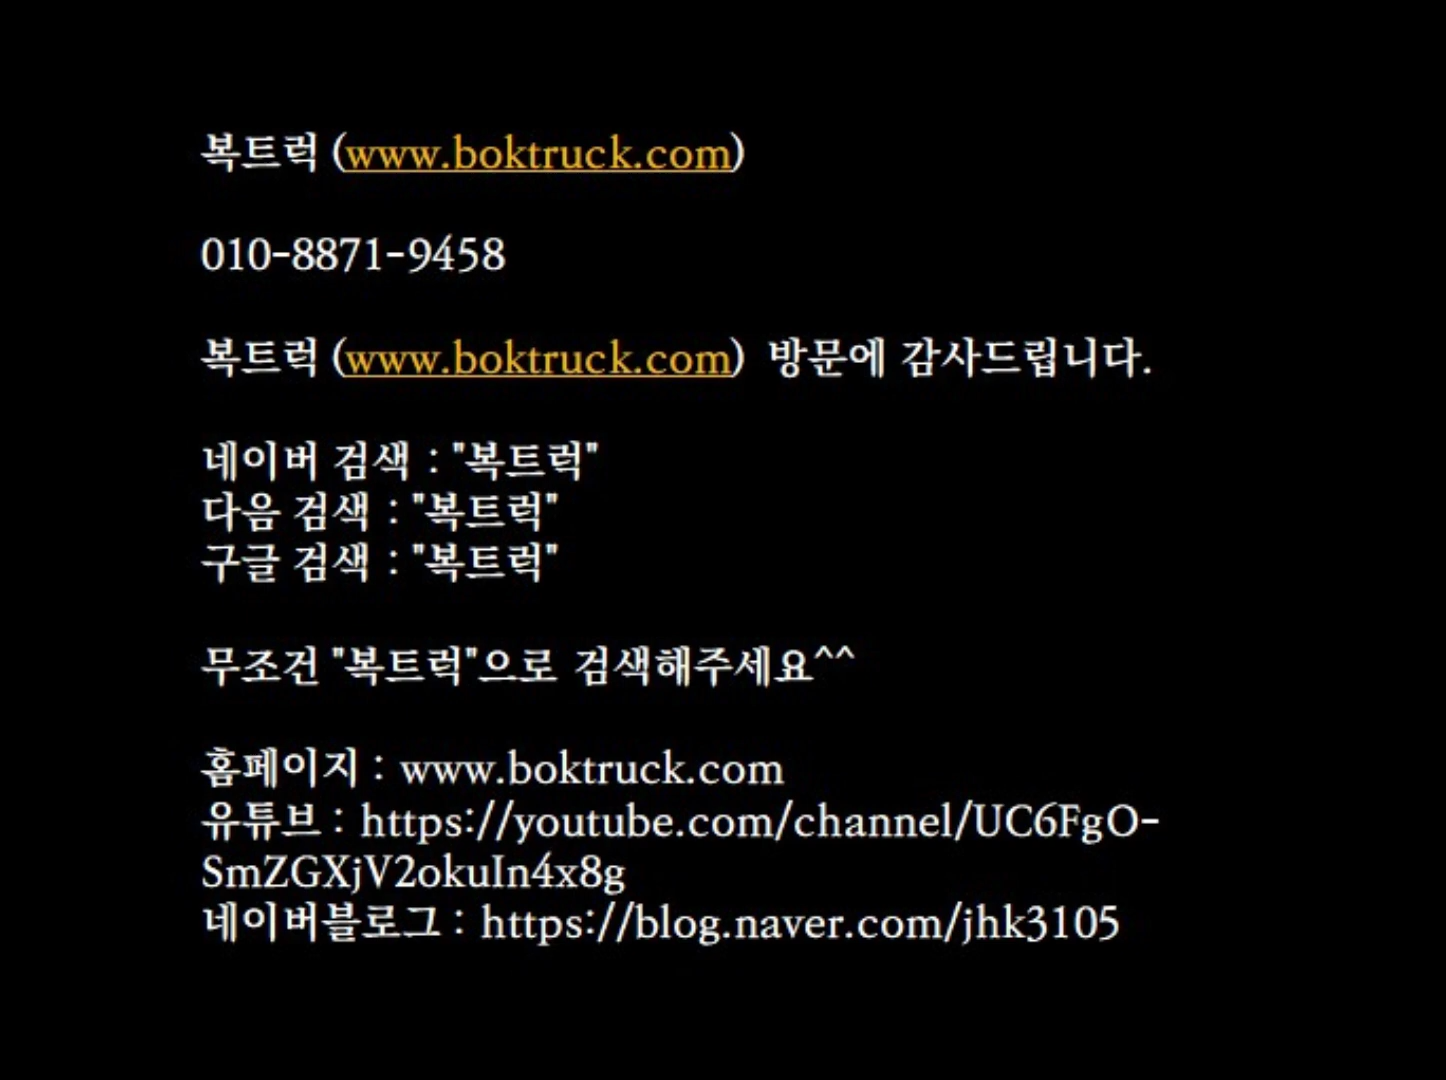 복트럭 (www.boktruck.com)
010-8871-9458
복트럭 (www.boktruck.com) 방문에 감사드립니다.
네이버 검색 : "복트럭"
다음 검색 : "복트럭"
구글 검색 : "복트럭"
무조건 "복트럭"으로 검색해주세요^^
홈페이지 : www.boktruck.com
유튜브 : https://youtube.com/channel/UC6FgO-
SmZGXjV2okuIn4x8g
네이버블로그 : https://blog.naver.com/jhk3105